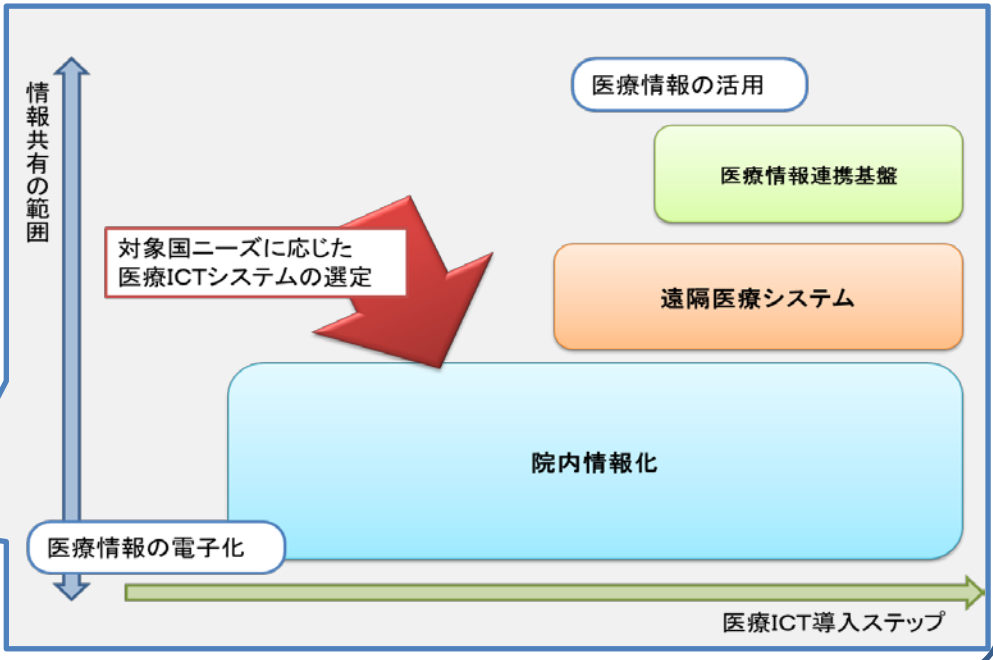 情報共有の範囲
医療情報の活用
医療情報連携基盤
対象国ニーズに応じた
医療ICTシステムの選定
遠隔医療システム
院内情報化
医療情報の電子化
医療ICT導入ステップ